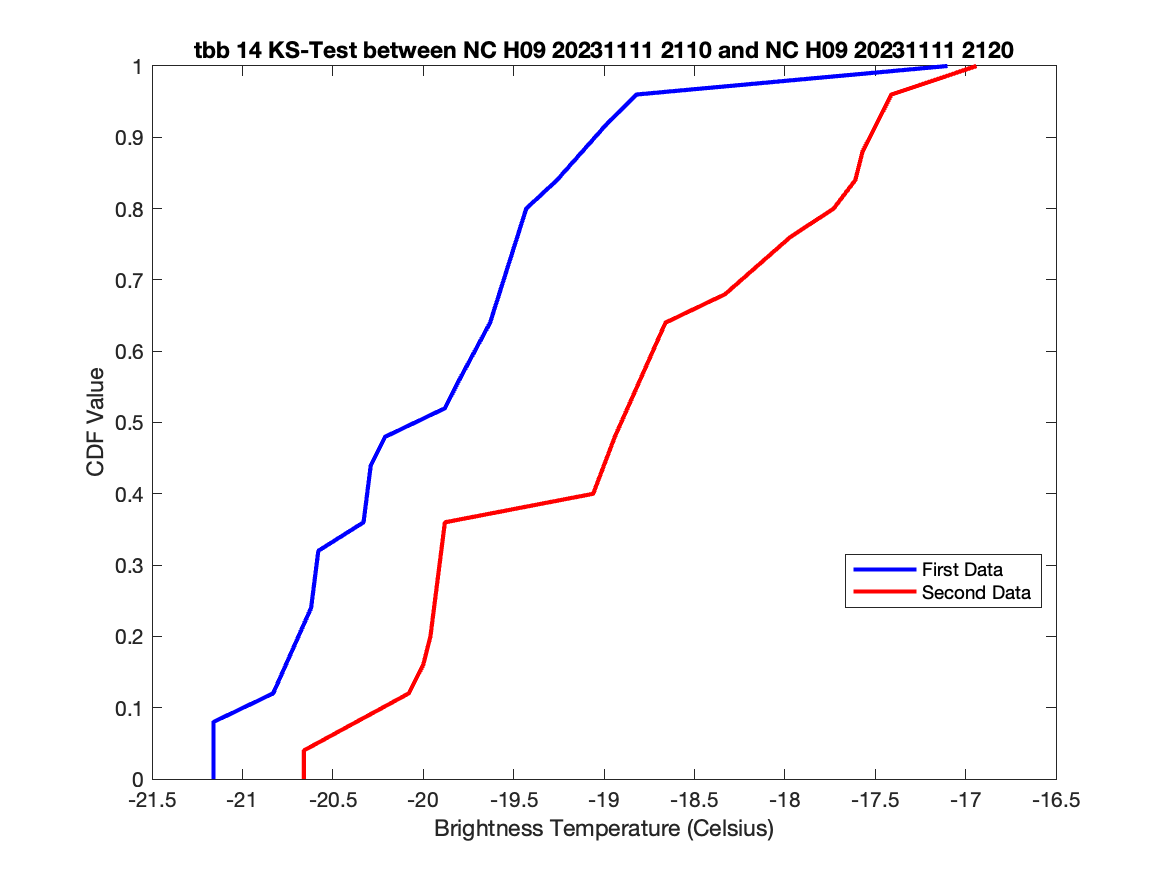 tbb 14 KS-Test between NC H09 20231111 2110 and NC H09 20231111 2120
1
0.9
0.8
0.7
0.6
0.5
0.4
0.3
0.2
0.1
0
CDF Value
First Data
Second Data
-21.5 -21 -20.5 -20 -19.5 -19 -18.5 -18 -17.5 -17 -16.5
Brightness Temperature (Celsius)